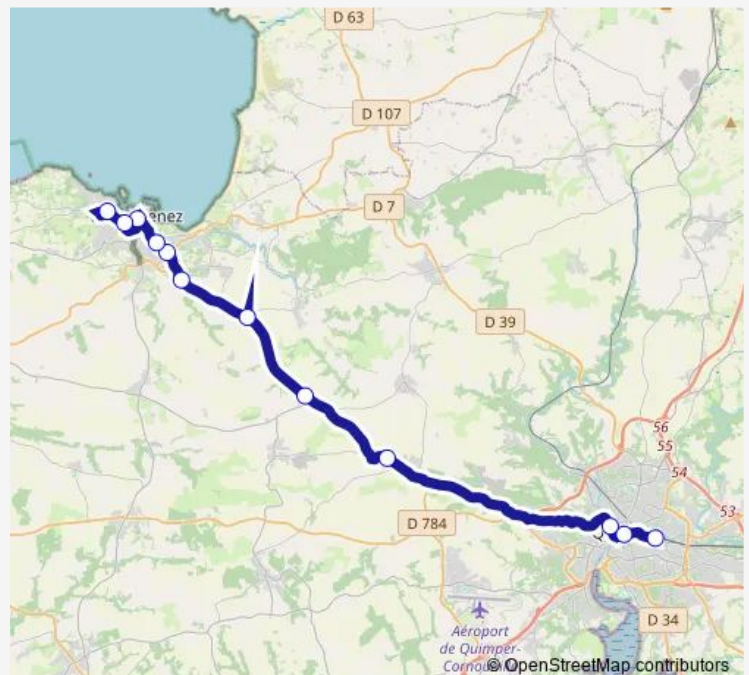 D 63
D 107
D 7
enez
D 39
56
55
54
53
D 784
Q
D 34
Aéroport
de Quimper-
Cornou
© OpenStreetMap contributors